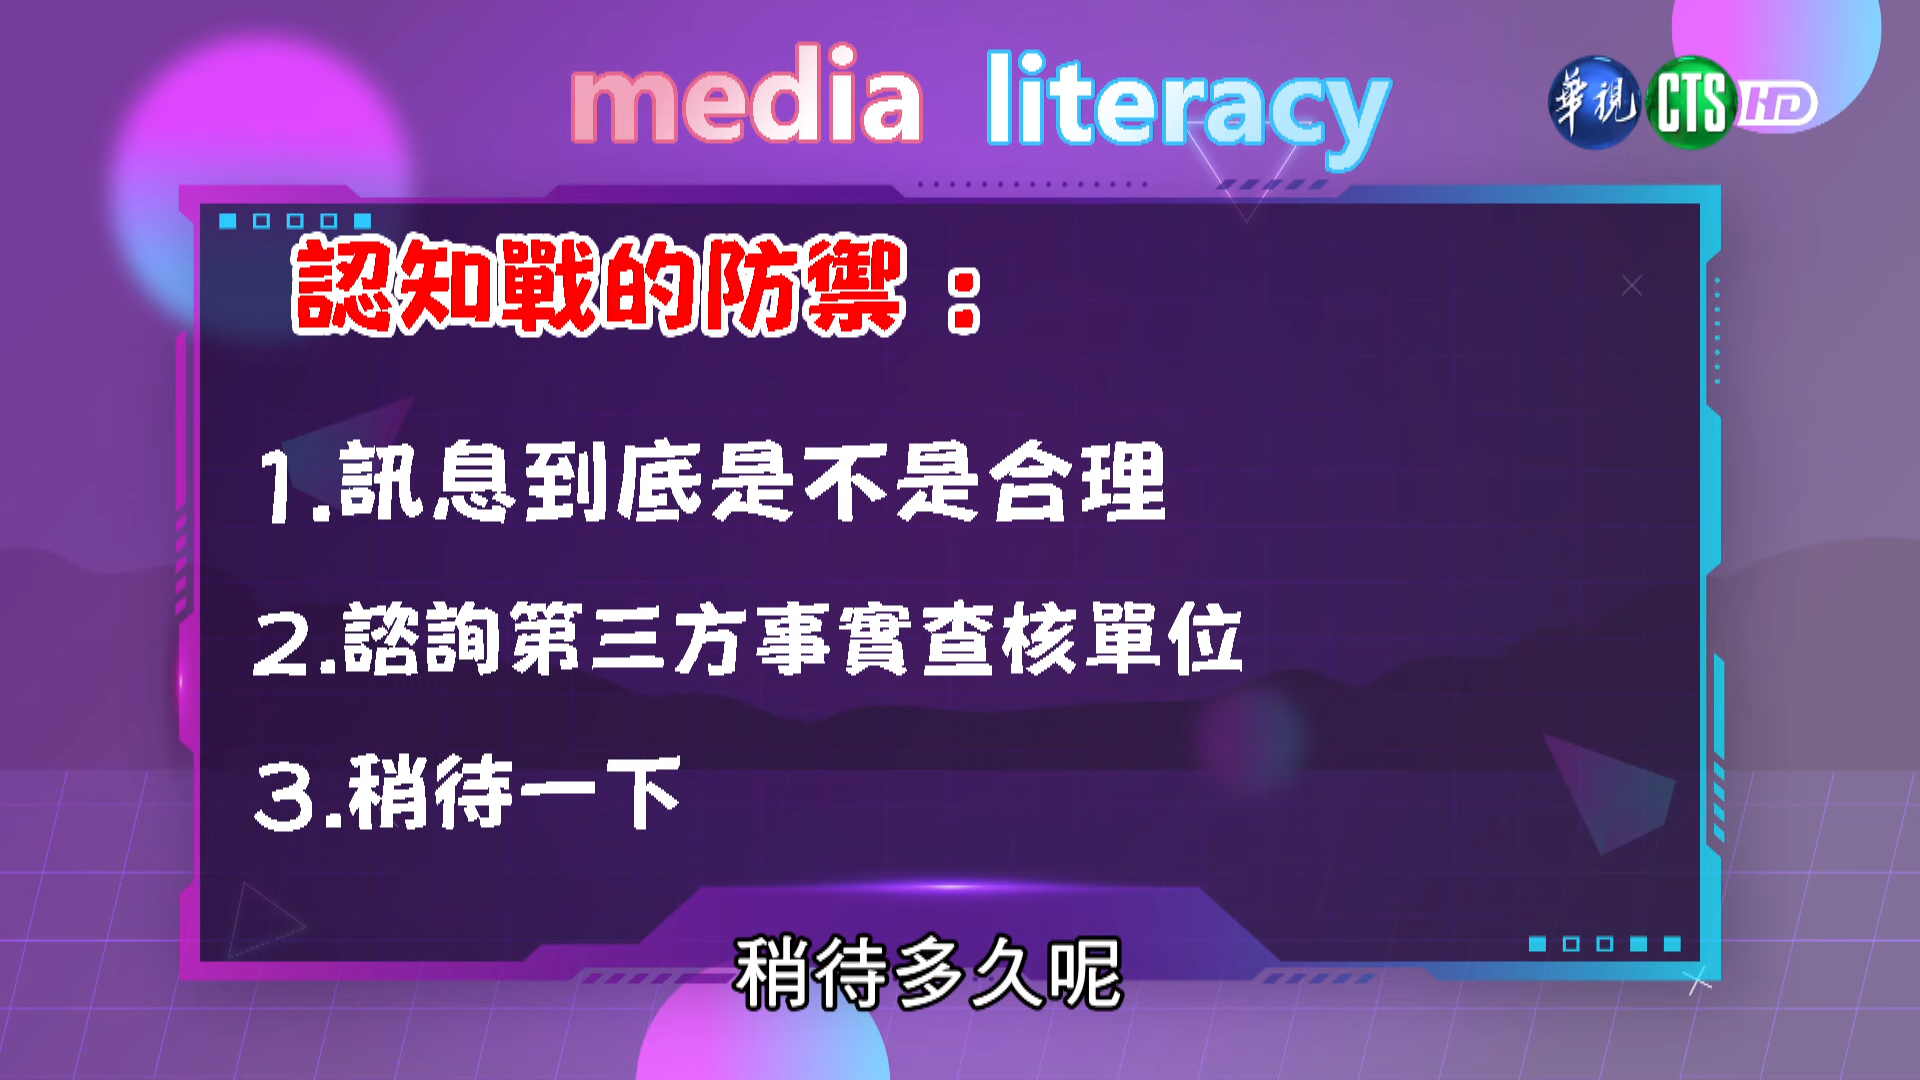 media literacy
華視 CTS HD
認知戰的防禦：
1.訊息到底是不是合理
2.諮詢第三方事實查核單位
3.稍待一下
稍待多久呢